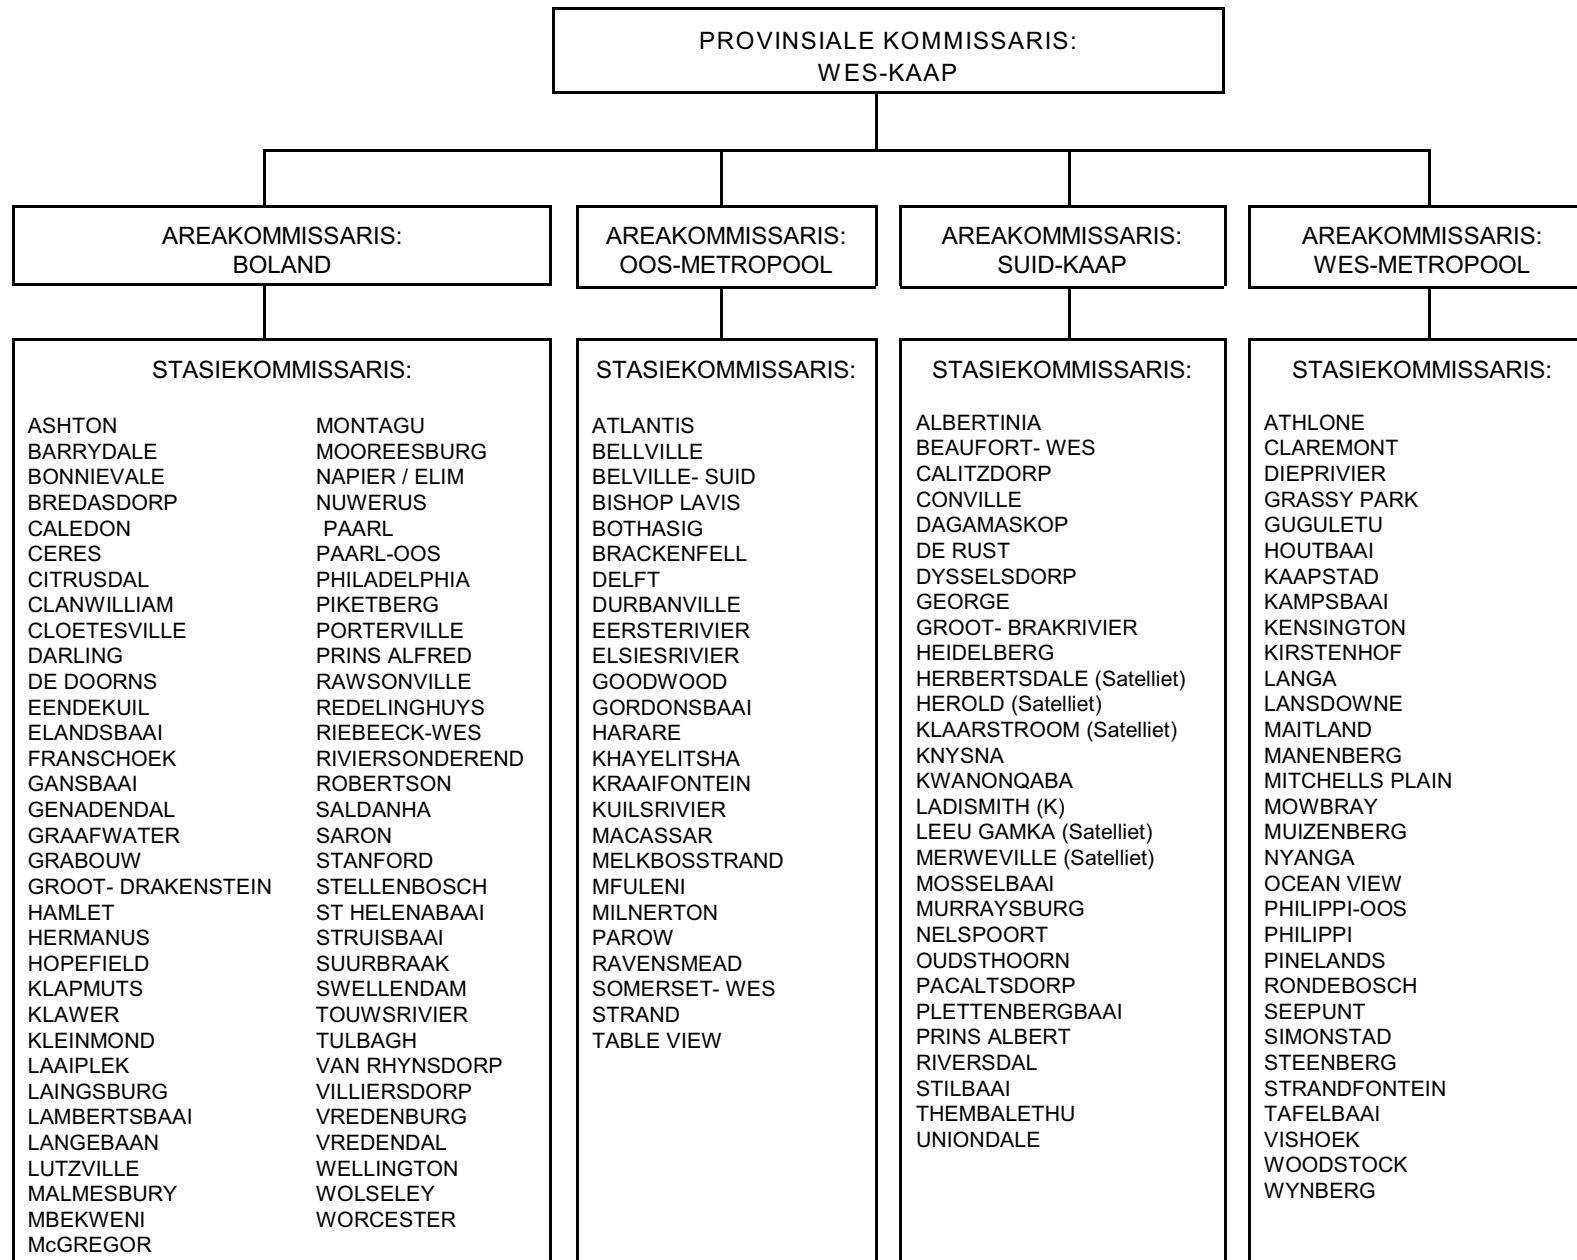 PROVINSIALE KOMMISSARIS:
WES-KAAP
AREAKOMMISSARIS:
BOLAND
STASIEKOMMISSARIS:
ASHTON
BARRYDALE
BONNIEVALE
BREDASDORP
CALEDON
CERES
CITRUSDAL
CLANWILLIAM
CLOETESVILLE
DARLING
DE DOORNS
EENDEKUIL
ELANDSBAAI
FRANSCHOEK
GANSBAAI
GENADENDAL
GRAAFWATER
GRABOUW
GROOT- DRAKENSTEIN
HAMLET
HERMANUS
HOPEFIELD
KLAPMUTS
KLAWER
KLEINMOND
LAAIPLEK
LAINGSBURG
LAMBERTSBAAI
LANGEBAAN
LUTZVILLE
MALMESBURY
MBEKWENI
McGREGOR
MONTAGU
MOOREESBURG
NAPIER / ELIM
NUWERUS
PAARL
PAARL-OOS
PHILADELPHIA
PIKETBERG
PORTERVILLE
PRINS ALFRED
RAWSONVILLE
REDELINGHUYS
RIEBEECK-WES
RIVIERSONDEREND
ROBERTSON
SALDANHA
SARON
STANFORD
STELLENBOSCH
ST HELENABAAI
STRUISBAAI
SUURBRAAK
SWELLENDAM
TOUWSRIVIER
TULBAGH
VAN RHYNSDORP
VILLIERSDORP
VREDENBURG
VREDENDAL
WELLINGTON
WOLSELEY
WORCESTER
AREAKOMMISSARIS:
OOS-METROPOOL
STASIEKOMMISSARIS:
ATLANTIS
BELLVILLE
BELVILLE- SUID
BISHOP LAVIS
BOTHASIG
BRACKENFELL
DELFT
DURBANVILLE
EERSTERIVIER
ELSIESRIVIER
GOODWOOD
GORDONSBAAI
HARARE
KHAYELITSHA
KRAAIFONTEIN
KUILSRIVIER
MACASSAR
MELKBOSSTRAND
MFULENI
MILNERTON
PAROW
RAVENSMEAD
SOMERSET- WES
STRAND
TABLE VIEW
AREAKOMMISSARIS:
SUID-KAAP
STASIEKOMMISSARIS:
ALBERTINIA
BEAUFORT- WES
CALITZDORP
CONVILLE
DAGAMASKOP
DE RUST
DYSSELSDORP
GEORGE
GROOT- BRAKRIVIER
HEIDELBERG
HERBERTSDALE (Satelliet)
HEROLD (Satelliet)
KLAARSTROOM (Satelliet)
KNYSNA
KWANONQABA
LADISMITH (K)
LEEU GAMKA (Satelliet)
MERWEVILLE (Satelliet)
MOSSELBAAI
MURRAYSBURG
NELSPOORT
OUDSTHOORN
PACALTSDORP
PLETTENBERGBAAI
PRINS ALBERT
RIVERSDAL
STILBAAI
THEMBALETHU
UNIONDALE
AREAKOMMISSARIS:
WES-METROPOOL
STASIEKOMMISSARIS:
ATHLONE
CLAREMONT
DIEPRIVIER
GRASSY PARK
GUGULETU
HOUTBAAI
KAAPSTAD
KAMPSBAAI
KENSINGTON
KIRSTENHOF
LANGA
LANSDOWNE
MAITLAND
MANENBERG
MITCHELLS PLAIN
MOWBRAY
MUIZENBERG
NYANGA
OCEAN VIEW
PHILIPPI-OOS
PHILIPPI
PINELANDS
RONDEBOSCH
SEEPUNT
SIMONSTAD
STEENBERG
STRANDFONTEIN
TAFELBAAI
VISHOEK
WOODSTOCK
WYNBERG